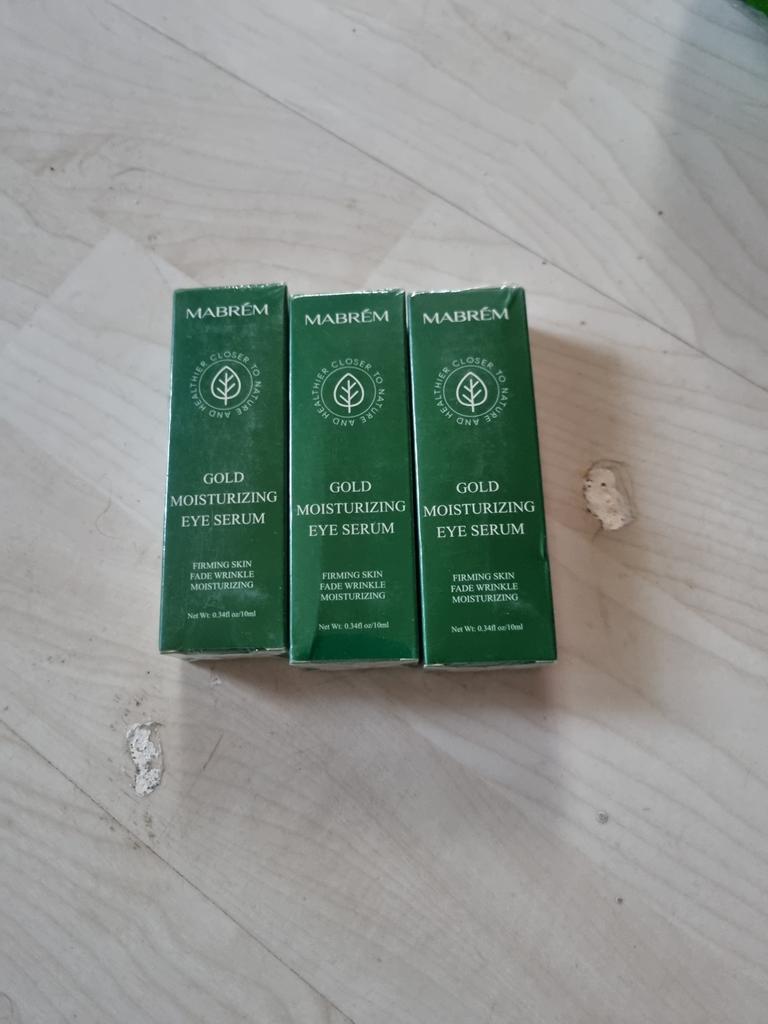 MABRÉM
CLOSER TO NATURE AND HEALTHIER
GOLD
MOISTURIZING
EYE SERUM
FIRMING SKIN
FADE WRINKLE
MOISTURIZING
Net Wt: 0.34fl oz/10ml
MABRÉM
CLOSER TO NATURE AND HEALTHIER
GOLD
MOISTURIZING
EYE SERUM
FIRMING SKIN
FADE WRINKLE
MOISTURIZING
Net Wt: 0.34fl oz/10ml
MABRÉM
CLOSER TO NATURE AND HEALTHIER
GOLD
MOISTURIZING
EYE SERUM
FIRMING SKIN
FADE WRINKLE
MOISTURIZING
Net Wt: 0.34fl oz/10ml